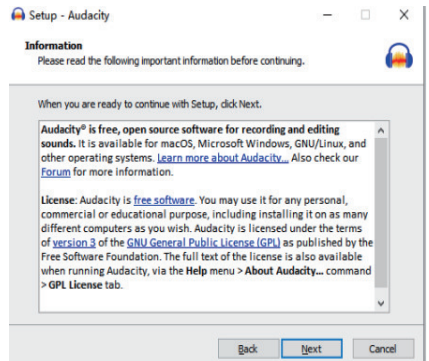 Setup - Audacity
Information
Please read the following important information before continuing.
When you are ready to continue with Setup, click Next.
Audacity® is free, open source software for recording and editing
sounds. It is available for macOS, Microsoft Windows, GNU/Linux, and
other operating systems. Learn more about Audacity... Also check our
Forum for more information.
License: Audacity is free software. You may use it for any personal,
commercial or educational purpose, including installing it on as many
different computers as you wish. Audacity is licensed under the terms
of version 3 of the GNU General Public License (GPL) as published by the
Free Software Foundation. The full text of the license is also available
when running Audacity, via the Help menu > About Audacity... command
> GPL License tab.
Back Next Cancel